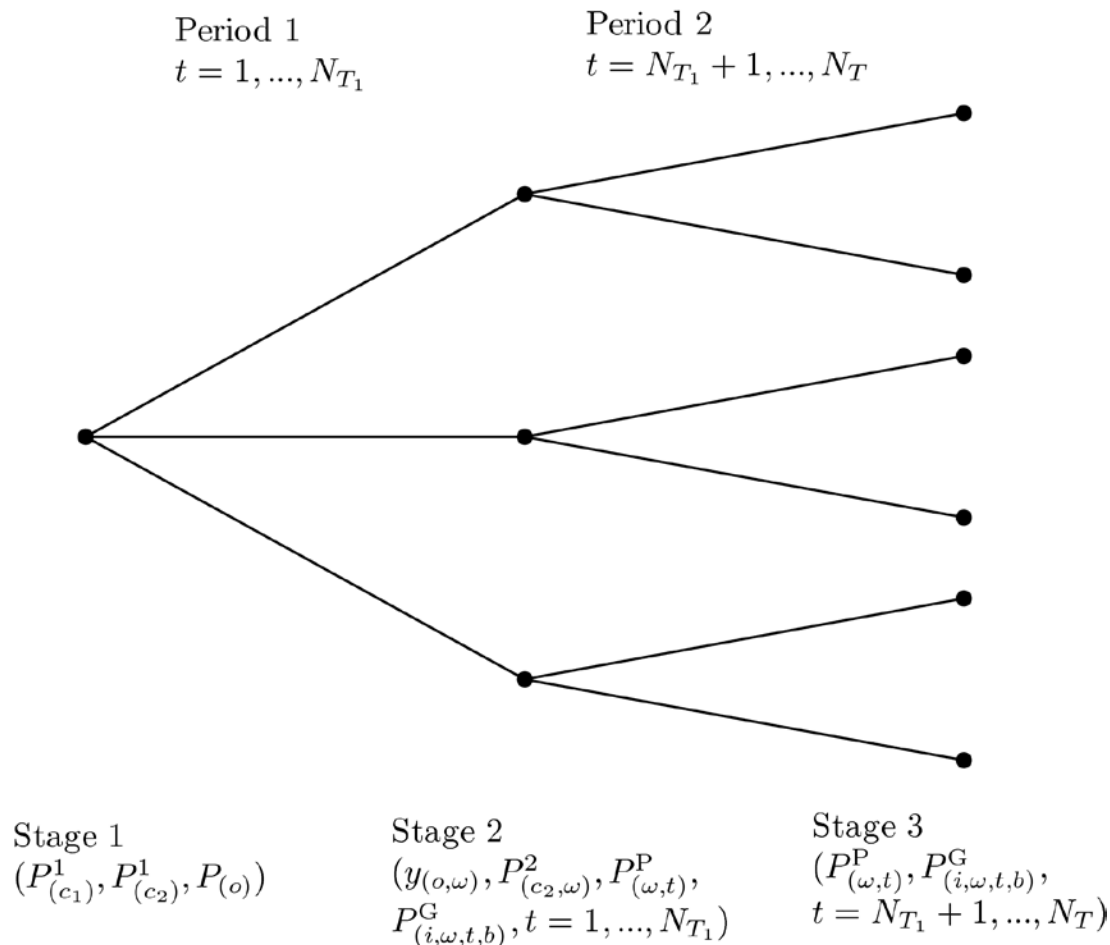 Period 1
t = 1, ..., N_{T_1}
Period 2
t = N_{T_1} + 1, ..., N_T
Stage 1
(P^1_{(c_1)}, P^1_{(c_2)}, P_{(o)})
Stage 2
(y_{(o,ω)}, P^2_{(c_2,ω)}, P^P_{(ω,t)},
P^G_{(i,ω,t,b)}, t = 1, ..., N_{T_1})
Stage 3
(P^P_{(ω,t)}, P^G_{(i,ω,t,b)},
t = N_{T_1} + 1, ..., N_T)